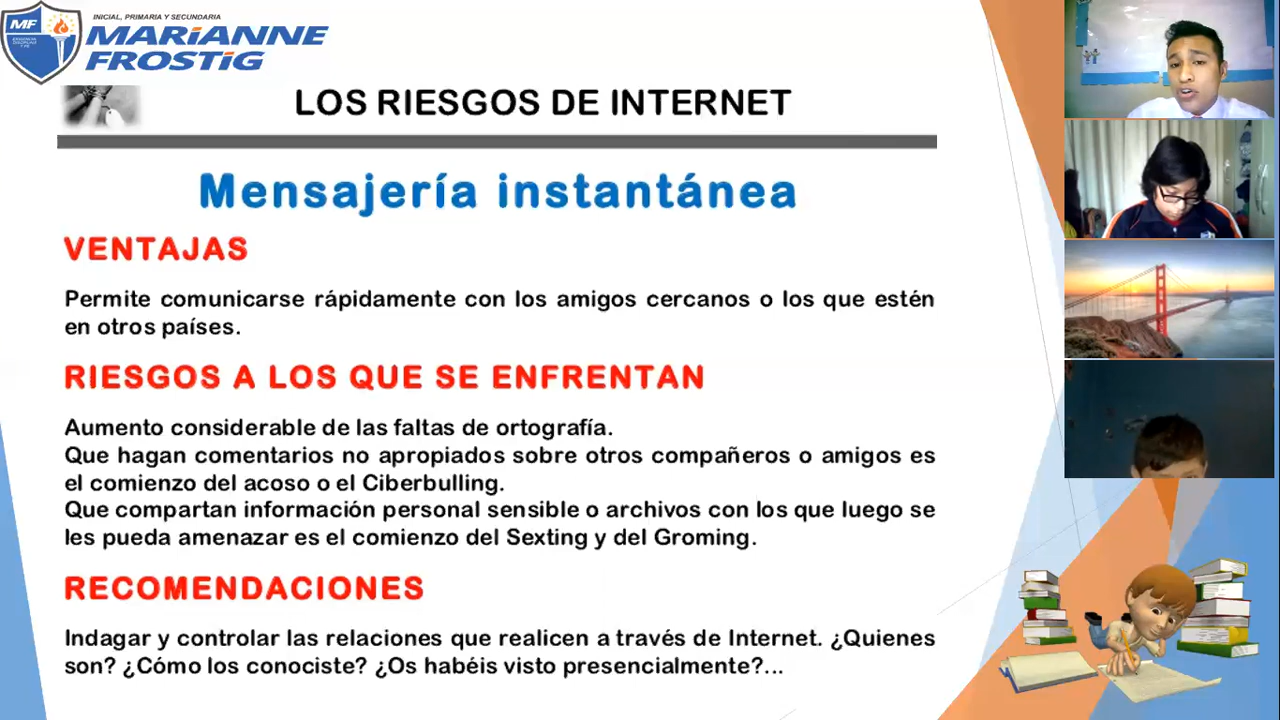 INICIAL, PRIMARIA Y SECUNDARIA
MF
MARIANNE
FROSTIG
LOS RIESGOS DE INTERNET
Mensajería instantánea
VENTAJAS
Permite comunicarse rápidamente con los amigos cercanos o los que estén
en otros países.
RIESGOS A LOS QUE SE ENFRENTAN
Aumento considerable de las faltas de ortografía.
Que hagan comentarios no apropiados sobre otros compañeros o amigos es
el comienzo del acoso o el Ciberbulling.
Que compartan información personal sensible o archivos con los que luego se
les pueda amenazar es el comienzo del Sexting y del Groming.
RECOMENDACIONES
Indagar y controlar las relaciones que realicen a través de Internet. ¿Quienes
son? ¿Cómo los conociste? ¿Os habéis visto presencialmente?...